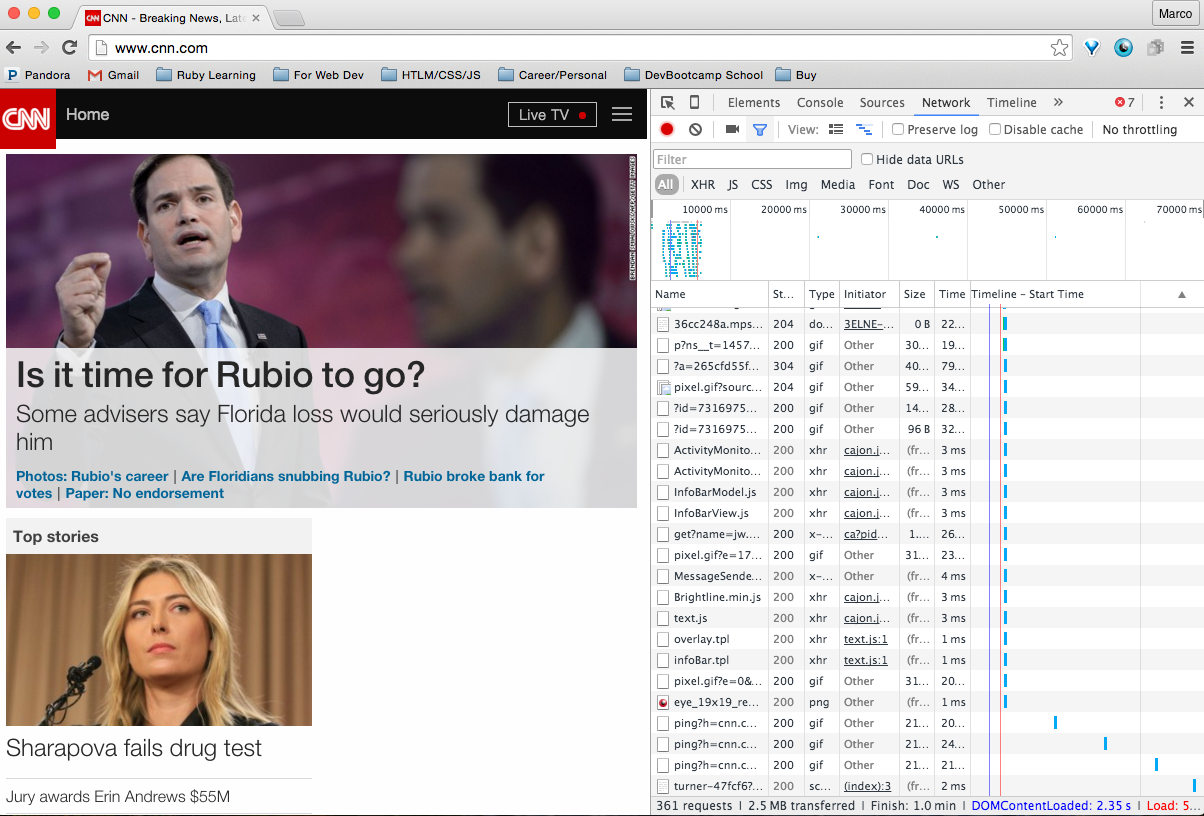 CNN - Breaking News, Late
Marco
www.cnn.com
Pandora Gmail Ruby Learning For Web Dev HTLM/CSS/JS Career/Personal DevBootcamp School Buy
CNN Home Live TV
Is it time for Rubio to go?
Some advisers say Florida loss would seriously damage
him
Photos: Rubio's career | Are Floridians snubbing Rubio? | Rubio broke bank for
votes | Paper: No endorsement
Top stories
Sharapova fails drug test
Jury awards Erin Andrews $55M
Elements Console Sources Network Timeline » 7
View: Preserve log Disable cache No throttling
Filter Hide data URLs
All XHR JS CSS Img Media Font Doc WS Other
10000 ms 20000 ms 30000 ms 40000 ms 50000 ms 60000 ms 70000 ms
Name St... Type Initiator Size Time Timeline – Start Time
36cc248a.mps... 204 do... 3ELNE-... 0 B 22...
p?ns__t=1457... 200 gif Other 30... 19...
?a=265cfd55f... 304 gif Other 40... 79...
pixel.gif?sourc... 204 gif Other 59... 34...
?id=7316975... 200 gif Other 14... 28...
?id=7316975... 200 gif Other 96 B 32...
ActivityMonito... 200 xhr cajon.j... (fr... 3 ms
ActivityMonito... 200 xhr cajon.j... (fr... 3 ms
InfoBarModel.js 200 xhr cajon.j... (fr... 3 ms
InfoBarView.js 200 xhr cajon.j... (fr... 3 ms
get?name=jw.... 200 x-... ca?pid... 1.... 26...
pixel.gif?e=17... 200 gif Other 31... 23...
MessageSende... 200 x-... Other (fr... 4 ms
Brightline.min.js 200 xhr cajon.j... (fr... 3 ms
text.js 200 xhr cajon.j... (fr... 3 ms
overlay.tpl 200 xhr text.js:1 (fr... 1 ms
infoBar.tpl 200 xhr text.js:1 (fr... 1 ms
pixel.gif?e=0&... 200 gif Other 31... 20...
eye_19x19_re... 200 png Other (fr... 1 ms
ping?h=cnn.c... 200 gif Other 21... 20...
ping?h=cnn.c... 200 gif Other 21... 24...
ping?h=cnn.c... 200 gif Other 21... 21...
turner-47fcf6?... 200 sc... (index):3 (fr... 2 ms
361 requests | 2.5 MB transferred | Finish: 1.0 min | DOMContentLoaded: 2.35 s | Load: 5...